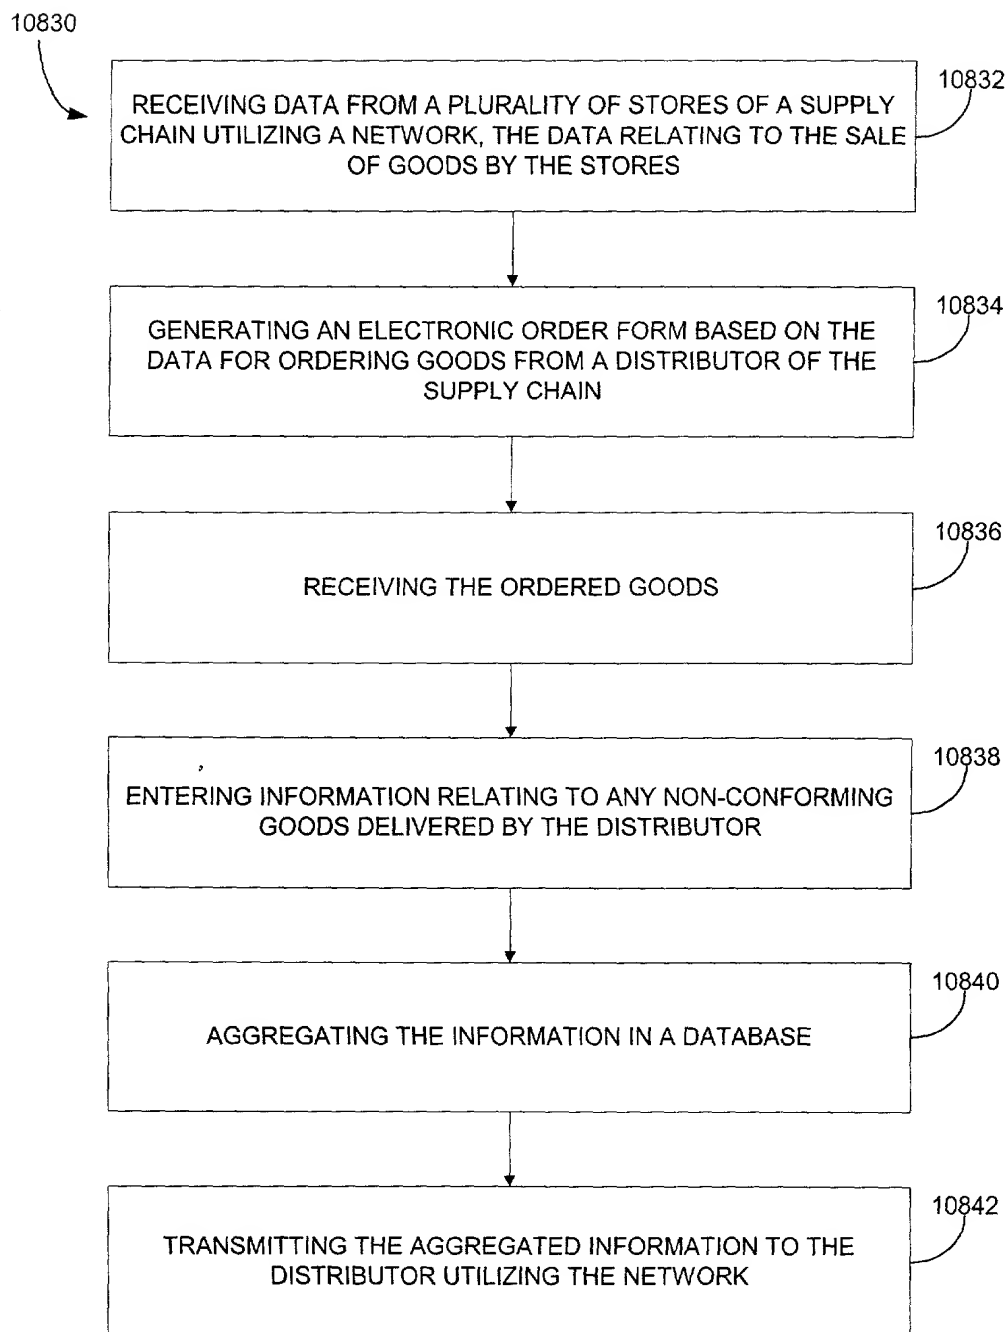 10830
10832
RECEIVING DATA FROM A PLURALITY OF STORES OF A SUPPLY
CHAIN UTILIZING A NETWORK, THE DATA RELATING TO THE SALE
OF GOODS BY THE STORES
10834
GENERATING AN ELECTRONIC ORDER FORM BASED ON THE
DATA FOR ORDERING GOODS FROM A DISTRIBUTOR OF THE
SUPPLY CHAIN
10836
RECEIVING THE ORDERED GOODS
10838
ENTERING INFORMATION RELATING TO ANY NON-CONFORMING
GOODS DELIVERED BY THE DISTRIBUTOR
10840
AGGREGATING THE INFORMATION IN A DATABASE
10842
TRANSMITTING THE AGGREGATED INFORMATION TO THE
DISTRIBUTOR UTILIZING THE NETWORK